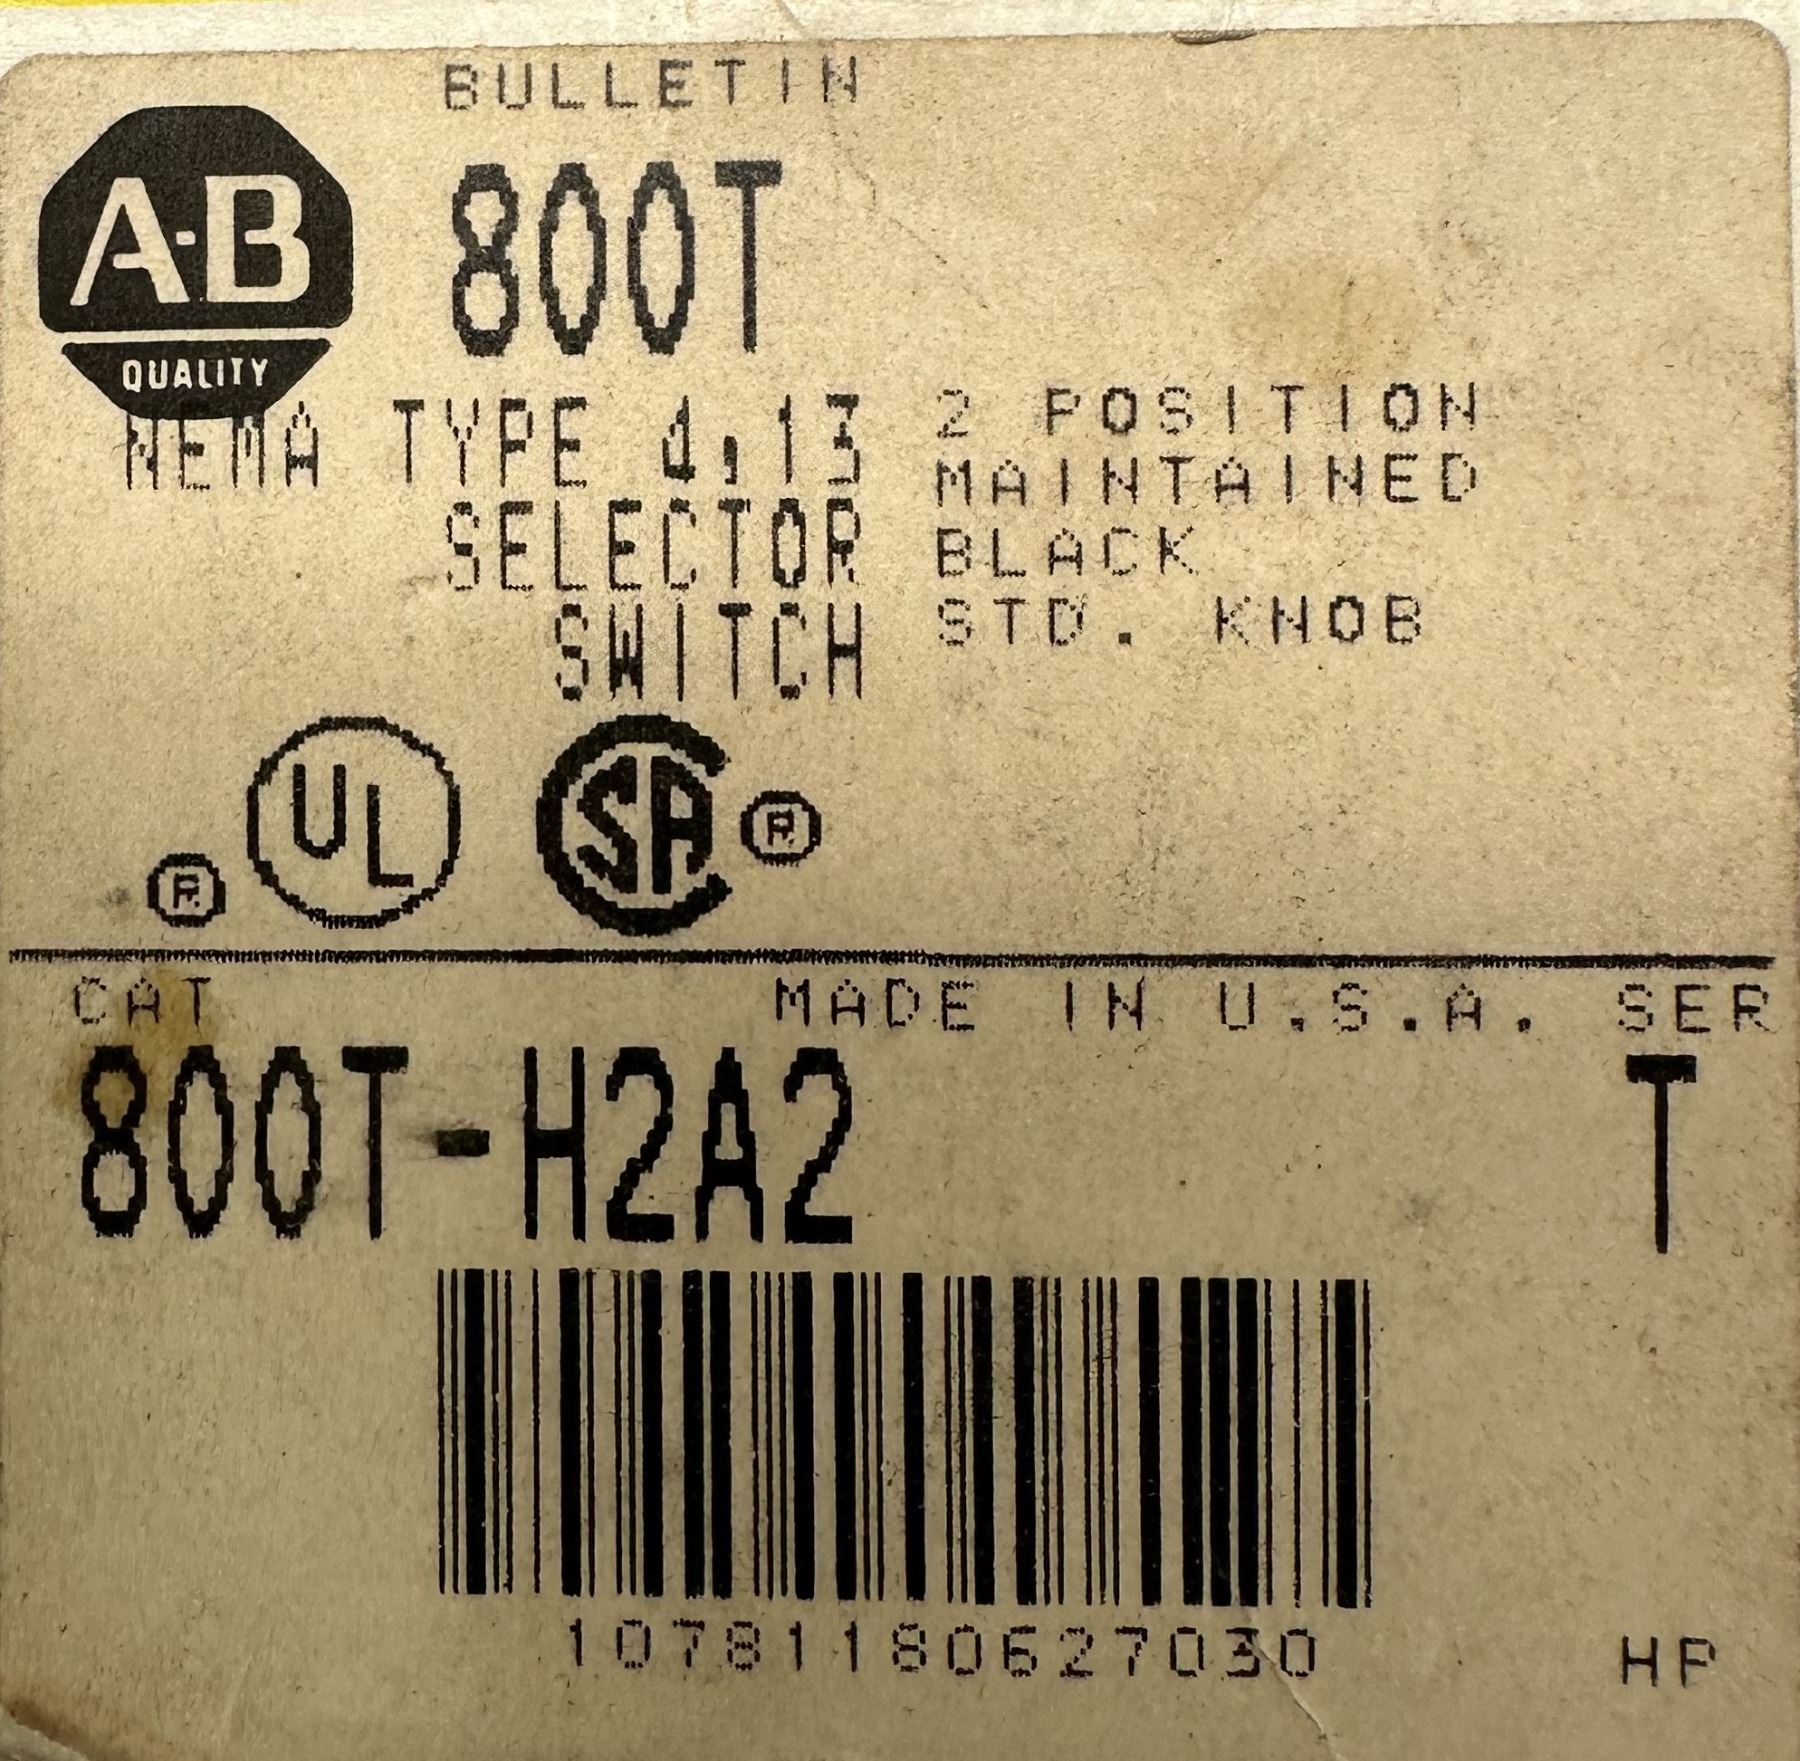 BULLETIN
A-B
QUALITY
800T
NEMA TYPE 4,13
SELECTOR
SWITCH
2 POSITION
MAINTAINED
BLACK
STD. KNOB
® UL SA ®
CAT MADE IN U.S.A. SER
800T-H2A2 T
10781180627030 HP